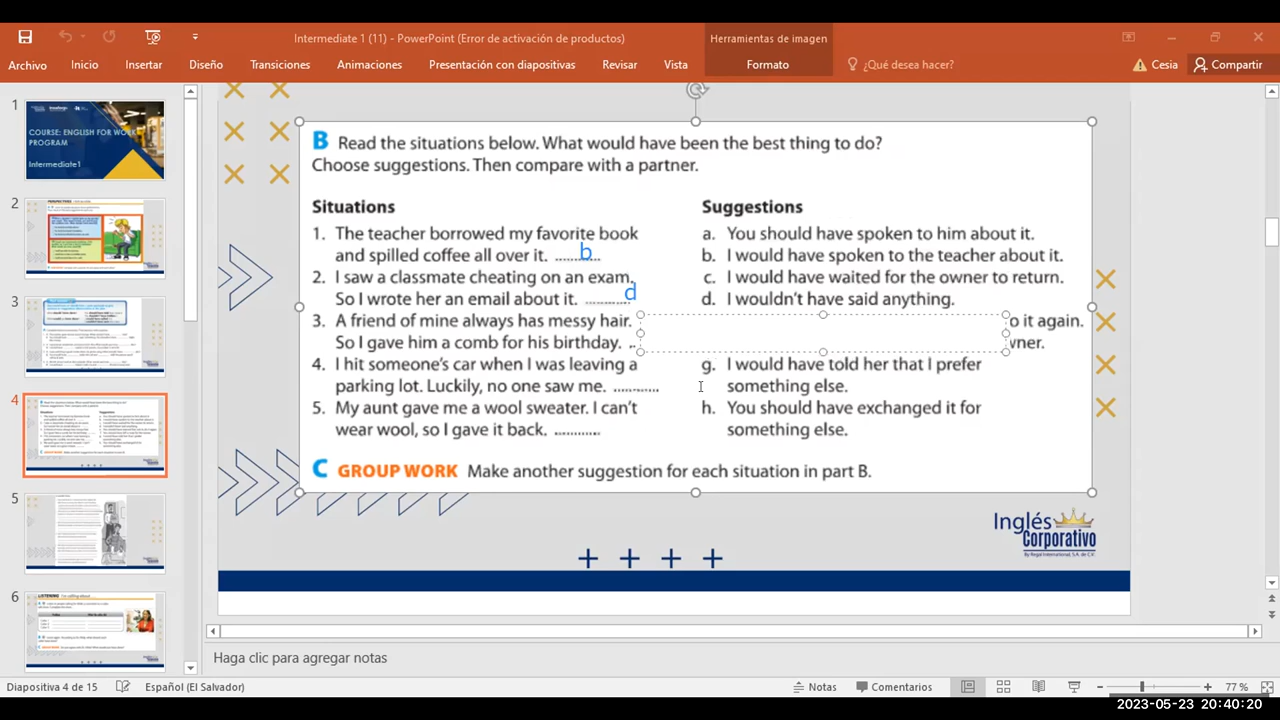 Intermediate 1 (11) - PowerPoint (Error de activación de productos)
Herramientas de imagen
Archivo
Inicio
Insertar
Diseño
Transiciones
Animaciones
Presentación con diapositivas
Revisar
Vista
Formato
¿Qué desea hacer?
Cesia
Compartir
1
COURSE: ENGLISH FOR WORK
PROGRAM
Intermediate1
2
3
4
5
6
B Read the situations below. What would have been the best thing to do?
Choose suggestions. Then compare with a partner.
Situations
1 The teacher borrowed my favorite book
and spilled coffee all over it. ............
b
2. I saw a classmate cheating on an exam.
So I wrote her an email about it. ............
d
3. A friend of mine always has messy hair.
So I gave him a comb for his birthday. ..
4. I hit someone's car when I was leaving a
parking lot. Luckily, no one saw me. ............
5. My aunt gave me a wool sweater. I can't
wear wool, so I gave it back. ............
Suggestions
a. You should have spoken to him about it.
b. I would have spoken to the teacher about it.
c. I would have waited for the owner to return.
d. I wouldn't have said anything.
o it again.
g. I would have told her that I prefer
something else.
h. You should have exchanged it for
something else.
C GROUP WORK Make another suggestion for each situation in part B.
Inglés
Corporativo
By Regal International, S.A. de C.V.
Haga clic para agregar notas
Diapositiva 4 de 15
Español (El Salvador)
Notas
Comentarios
77 %
2023-05-23 20:40:20